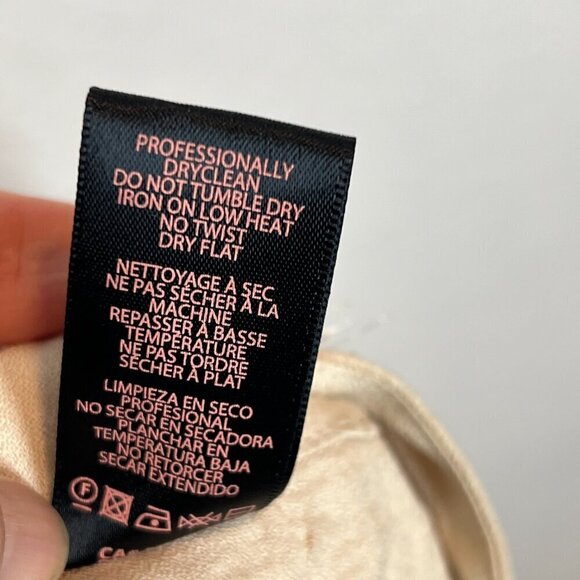 PROFESSIONALLY
DRYCLEAN
DO NOT TUMBLE DRY
IRON ON LOW HEAT
NO TWIST
DRY FLAT
NETTOYAGE À SEC
NE PAS SÉCHER À LA
MACHINE
REPASSER À BASSE
TEMPÉRATURE
NE PAS TORDRE
SÉCHER À PLAT
LIMPIEZA EN SECO
PROFESIONAL
NO SECAR EN SECADORA
PLANCHAR EN
TEMPERATURA BAJA
NO RETORCER
SECAR EXTENDIDO
F